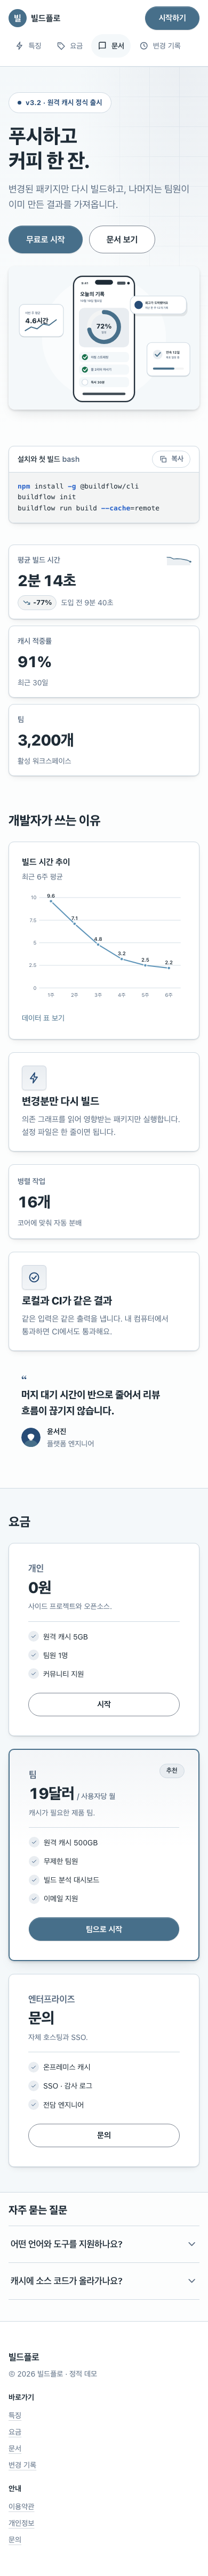 빌 빌드플로
시작하기
특징 요금 문서 변경 기록
v3.2 · 원격 캐시 정식 출시
푸시하고
커피 한 잔.
변경된 패키지만 다시 빌드하고, 나머지는 팀원이
이미 만든 결과를 가져옵니다.
무료로 시작 문서 보기
오늘의 기록
4.6시간
72%
설치와 첫 빌드 bash
복사
npm install -g @buildflow/cli
buildflow init
buildflow run build --cache=remote
평균 빌드 시간
2분 14초
-77% 도입 전 9분 40초
캐시 적중률
91%
최근 30일
팀
3,200개
활성 워크스페이스
개발자가 쓰는 이유
빌드 시간 추이
최근 6주 평균
10
7.5
5
2.5
0
9.6
7.1
4.8
3.2
2.5
2.2
1주 2주 3주 4주 5주 6주
데이터 표 보기
변경분만 다시 빌드
의존 그래프를 읽어 영향받는 패키지만 실행합니다.
설정 파일은 한 줄이면 됩니다.
병렬 작업
16개
코어에 맞춰 자동 분배
로컬과 CI가 같은 결과
같은 입력은 같은 출력을 냅니다. 내 컴퓨터에서
통과하면 CI에서도 통과해요.
“
머지 대기 시간이 반으로 줄어서 리뷰
흐름이 끊기지 않습니다.
윤서진
플랫폼 엔지니어
요금
개인
0원
사이드 프로젝트와 오픈소스.
원격 캐시 5GB
팀원 1명
커뮤니티 지원
시작
추천
팀
19달러 / 사용자당 월
캐시가 필요한 제품 팀.
원격 캐시 500GB
무제한 팀원
빌드 분석 대시보드
이메일 지원
팀으로 시작
엔터프라이즈
문의
자체 호스팅과 SSO.
온프레미스 캐시
SSO · 감사 로그
전담 엔지니어
문의
자주 묻는 질문
어떤 언어와 도구를 지원하나요?
캐시에 소스 코드가 올라가나요?
빌드플로
© 2026 빌드플로 · 정적 데모
바로가기
특징
요금
문서
변경 기록
안내
이용약관
개인정보
문의